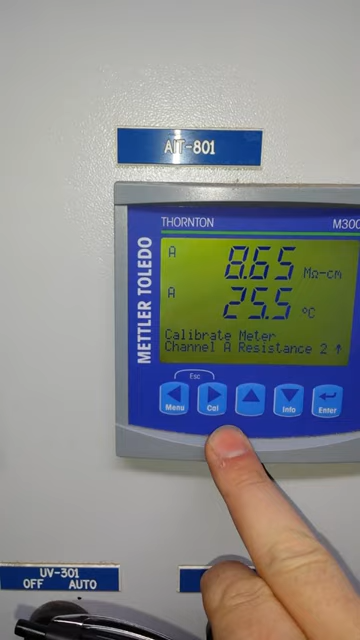 AIT-801
THORNTON
M300
METTLER TOLEDO
A 8.65 MΩ-cm
A 25.5 °C
Calibrate Meter
Channel A Resistance 2 ↑
Esc
Menu
Cal
Info
Enter
UV-301
OFF AUTO